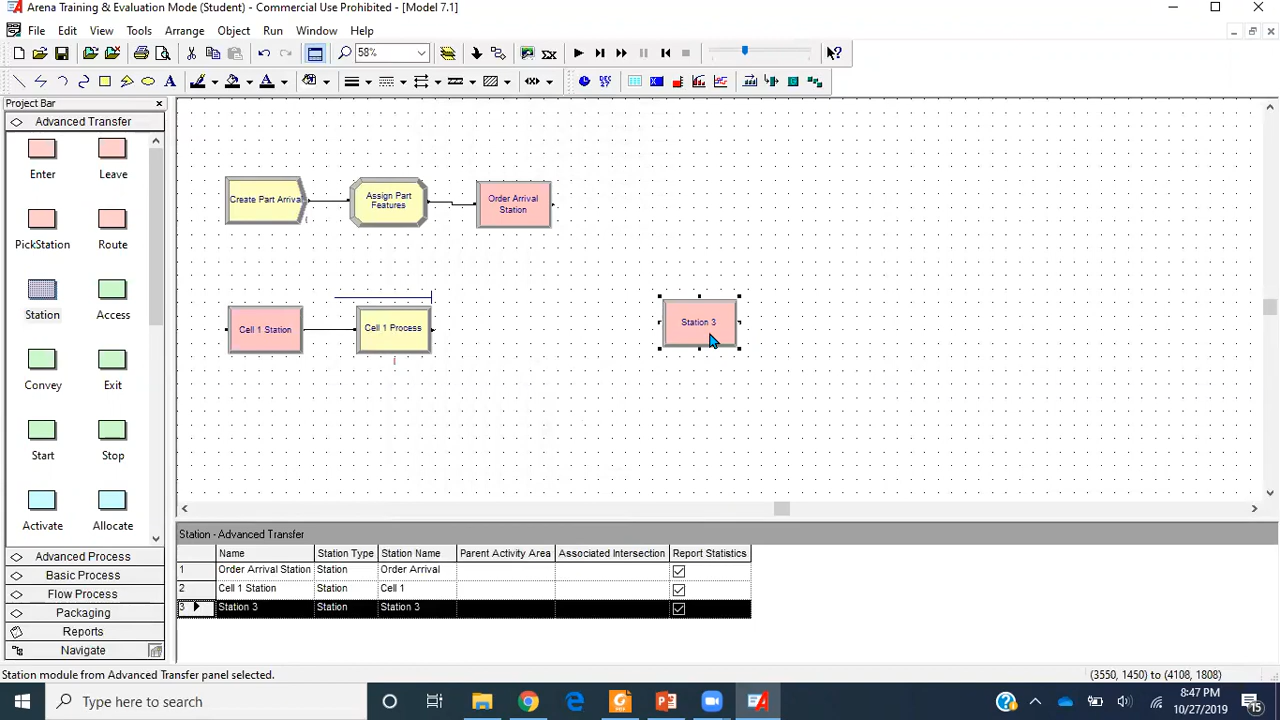 Arena Training & Evaluation Mode (Student) - Commercial Use Prohibited - [Model 7.1]
File Edit View Tools Arrange Object Run Window Help
58%
Project Bar
Advanced Transfer
Enter Leave
PickStation Route
Station Access
Convey Exit
Start Stop
Activate Allocate
Advanced Process
Basic Process
Flow Process
Packaging
Reports
Navigate
Create Part Arrival
Assign Part
Features
Order Arrival
Station
Cell 1 Station
Cell 1 Process
Station 3
Station - Advanced Transfer
Name Station Type Station Name Parent Activity Area Associated Intersection Report Statistics
1 Order Arrival Station Station Order Arrival
2 Cell 1 Station Station Cell 1
3 Station 3 Station Station 3
Station module from Advanced Transfer panel selected.
(3550, 1450) to (4108, 1808)
Type here to search
8:47 PM
10/27/2019
15